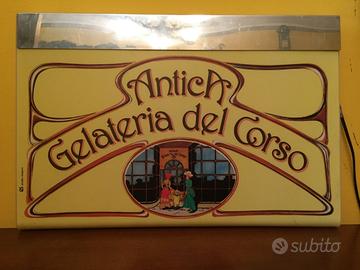 Antica
Gelateria del Corso
subito